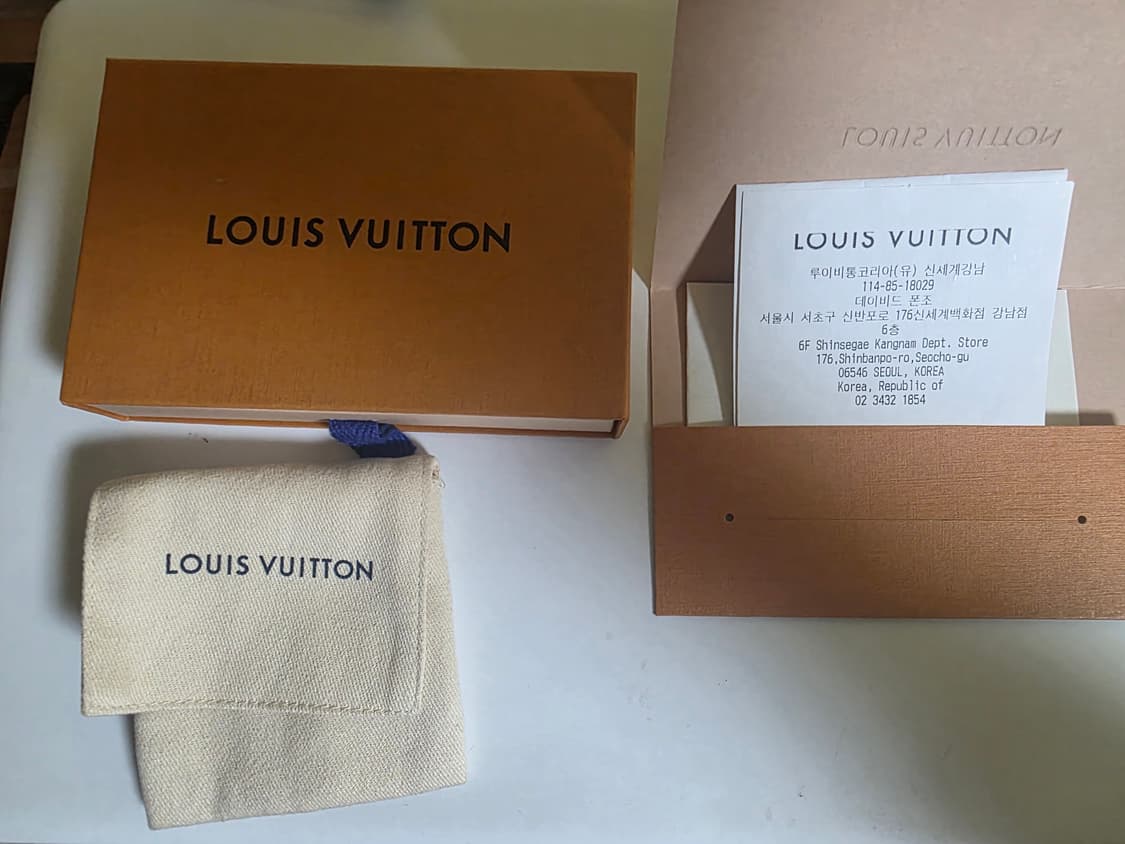 LOUIS VUITTON
LOUIS VUITTON
LOUIS VUITTON
LOUIS VUITTON
루이비통코리아(유) 신세계강남
114-85-18029
데이비드 폰조
서울시 서초구 신반포로 176신세계백화점 강남점
6층
6F Shinsegae Kangnam Dept. Store
176,Shinbanpo-ro,Seocho-gu
06546 SEOUL, KOREA
Korea, Republic of
02 3432 1854